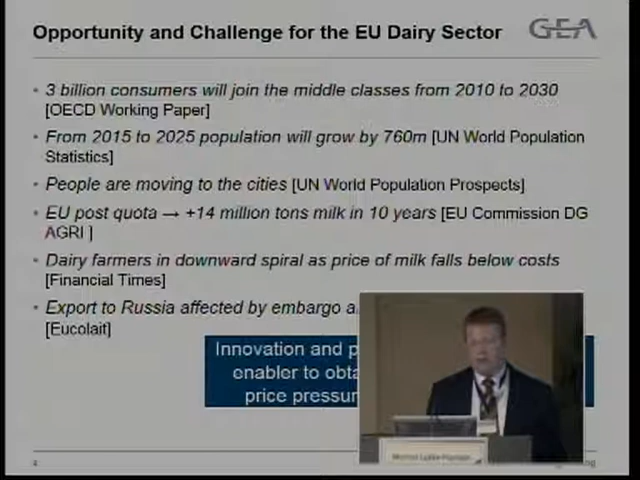 Opportunity and Challenge for the EU Dairy Sector
GEA
• 3 billion consumers will join the middle classes from 2010 to 2030
[OECD Working Paper]
• From 2015 to 2025 population will grow by 760m [UN World Population
Statistics]
• People are moving to the cities [UN World Population Prospects]
• EU post quota → +14 million tons milk in 10 years [EU Commission DG
AGRI ]
• Dairy farmers in downward spiral as price of milk falls below costs
[Financial Times]
• Export to Russia affected by embargo
[Eucolait]
Innovation and
enabler to
price